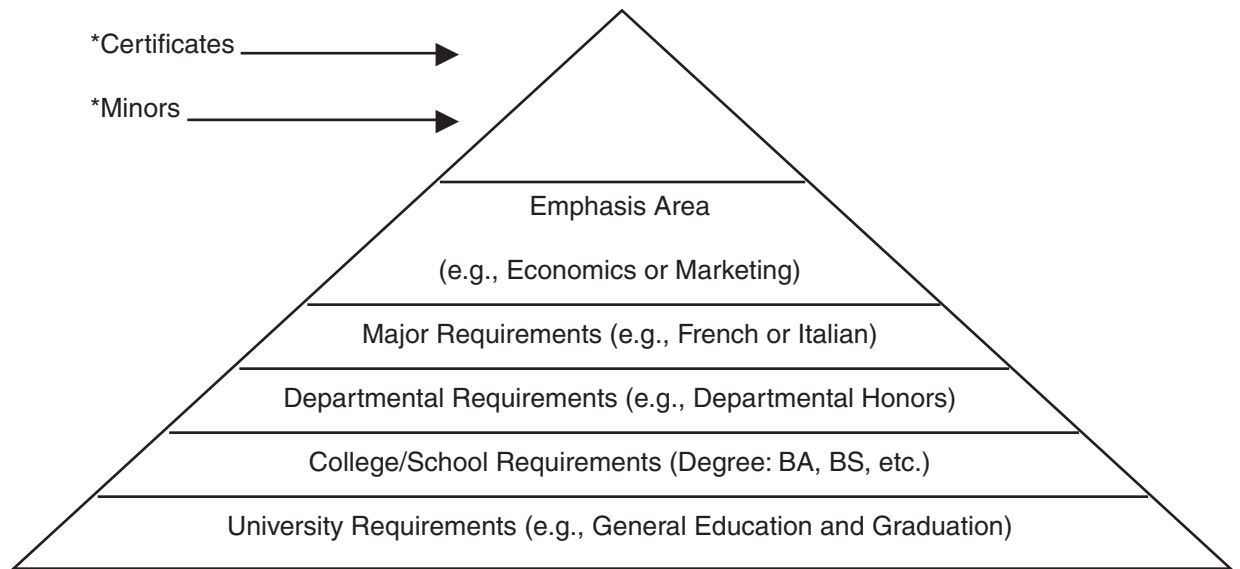 *Certificates
*Minors
Emphasis Area
(e.g., Economics or Marketing)
Major Requirements (e.g., French or Italian)
Departmental Requirements (e.g., Departmental Honors)
College/School Requirements (Degree: BA, BS, etc.)
University Requirements (e.g., General Education and Graduation)